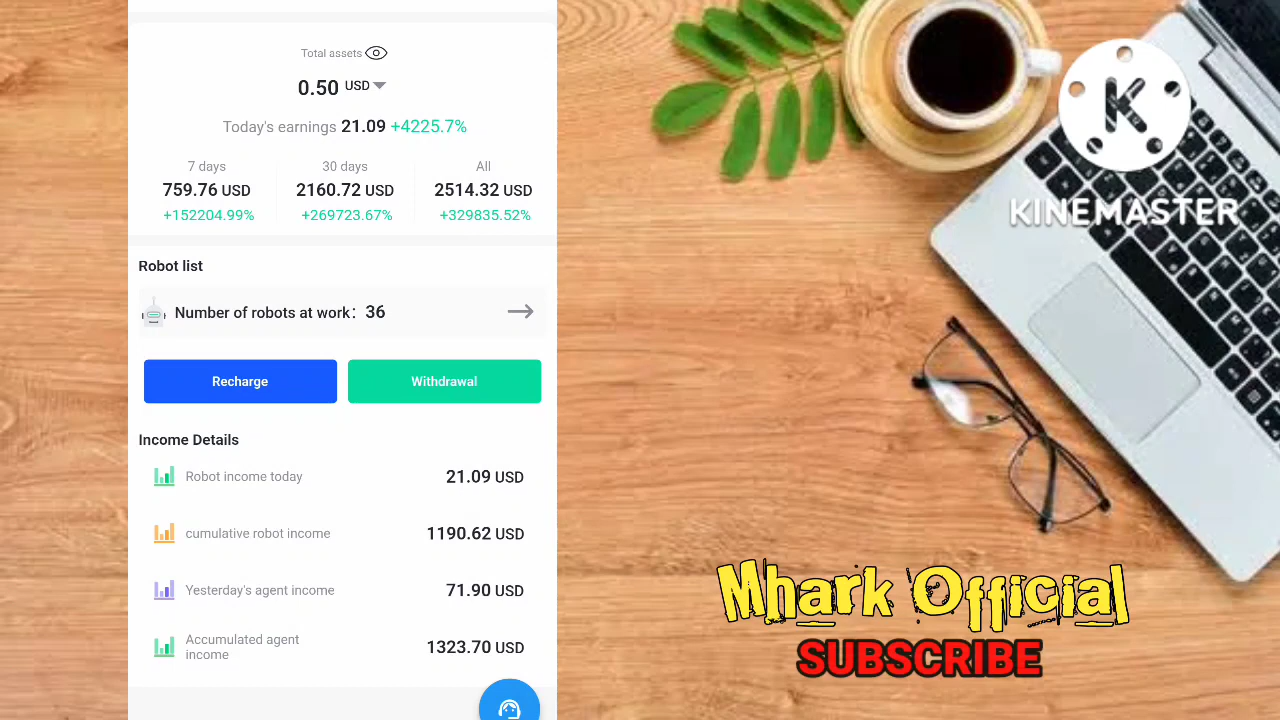 Total assets
0.50 USD
Today's earnings 21.09 +4225.7%
7 days 30 days All
759.76 USD 2160.72 USD 2514.32 USD
+152204.99% +269723.67% +329835.52%
Robot list
Number of robots at work: 36
Recharge Withdrawal
Income Details
Robot income today 21.09 USD
cumulative robot income 1190.62 USD
Yesterday's agent income 71.90 USD
Accumulated agent
income 1323.70 USD
K
KINEMASTER
Mhark Official
SUBSCRIBE